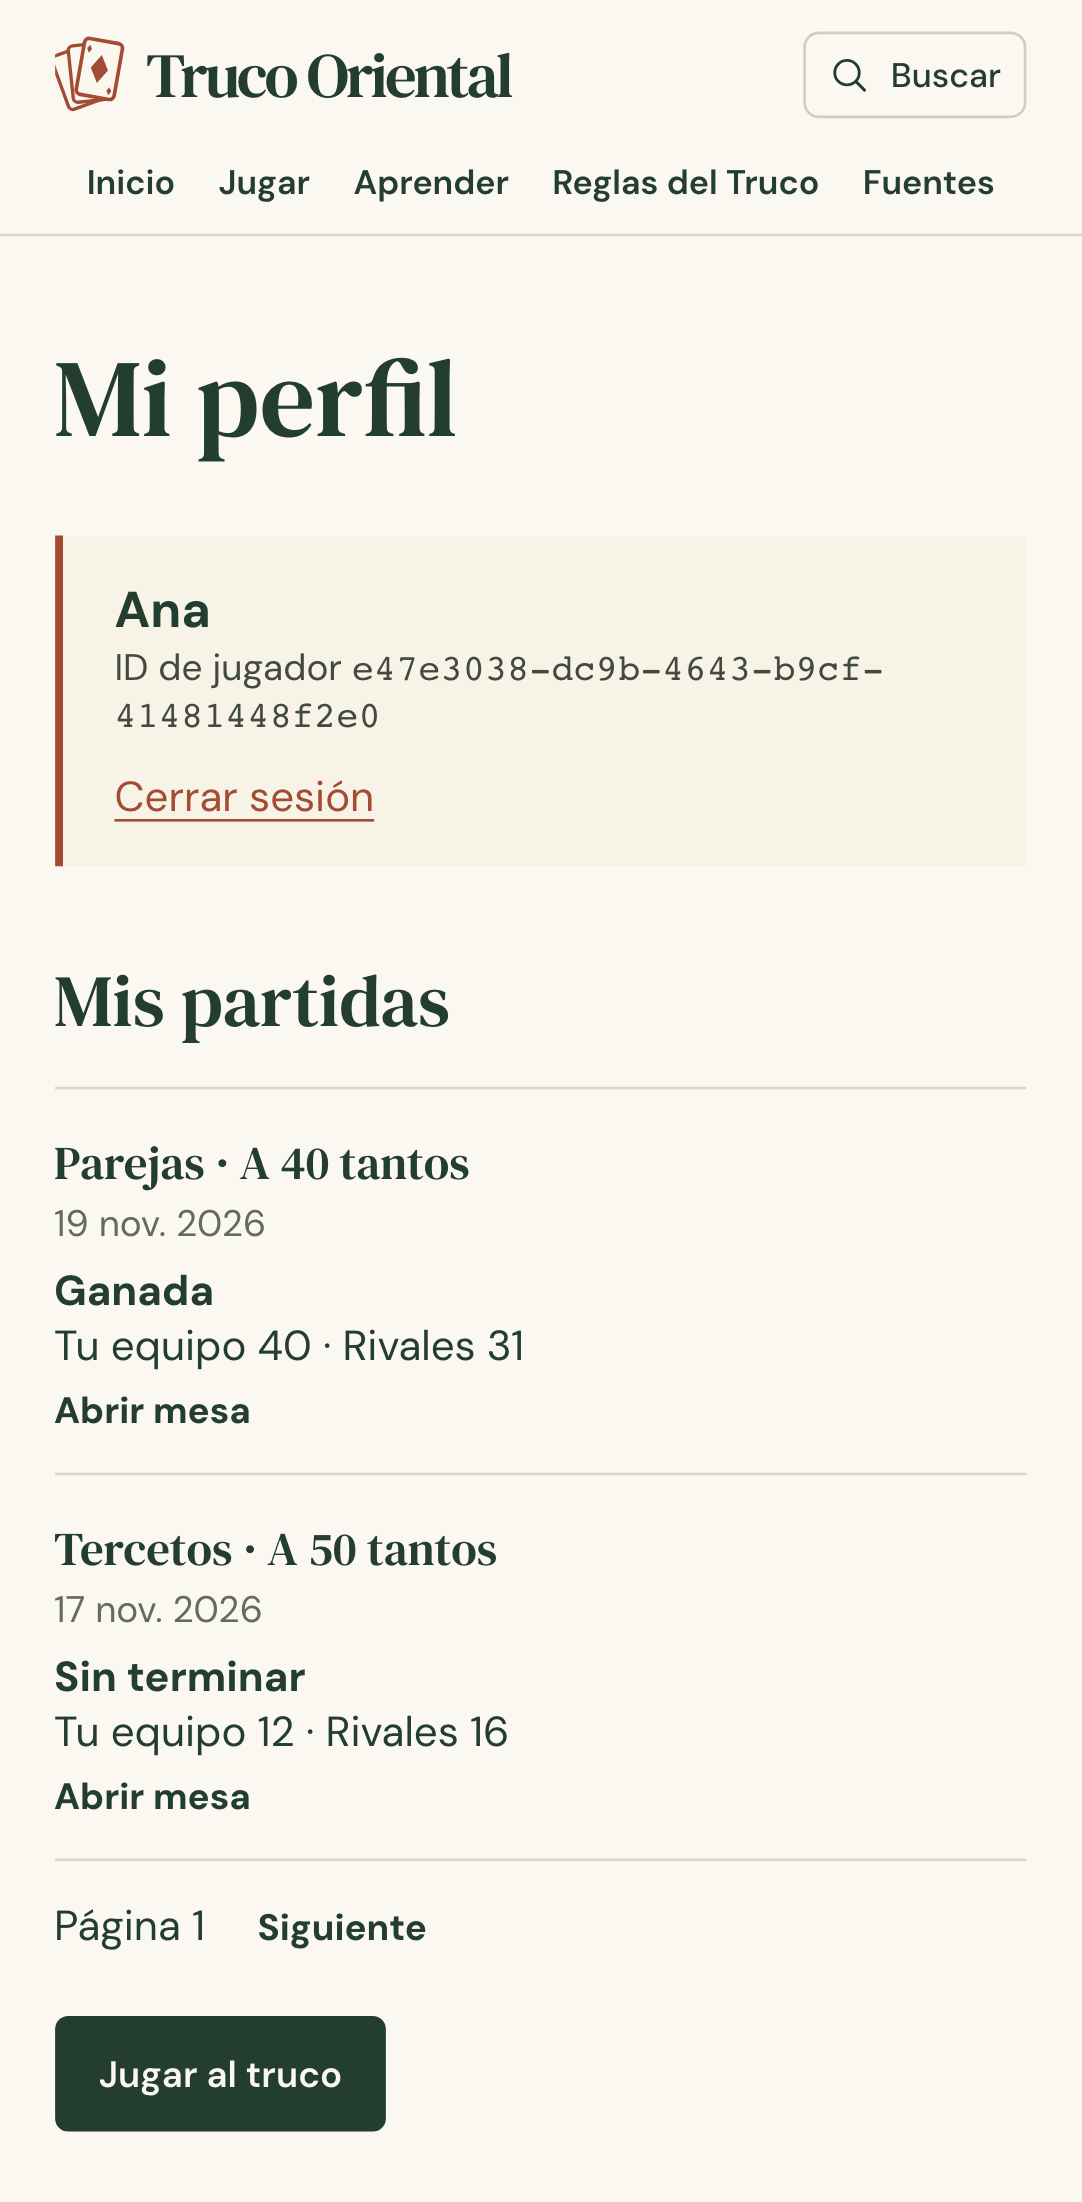 Truco Oriental
Buscar
Inicio Jugar Aprender Reglas del Truco Fuentes
Mi perfil
Ana
ID de jugador e47e3038-dc9b-4643-b9cf-
41481448f2e0
Cerrar sesión
Mis partidas
Parejas · A 40 tantos
19 nov. 2026
Ganada
Tu equipo 40 · Rivales 31
Abrir mesa
Tercetos · A 50 tantos
17 nov. 2026
Sin terminar
Tu equipo 12 · Rivales 16
Abrir mesa
Página 1 Siguiente
Jugar al truco